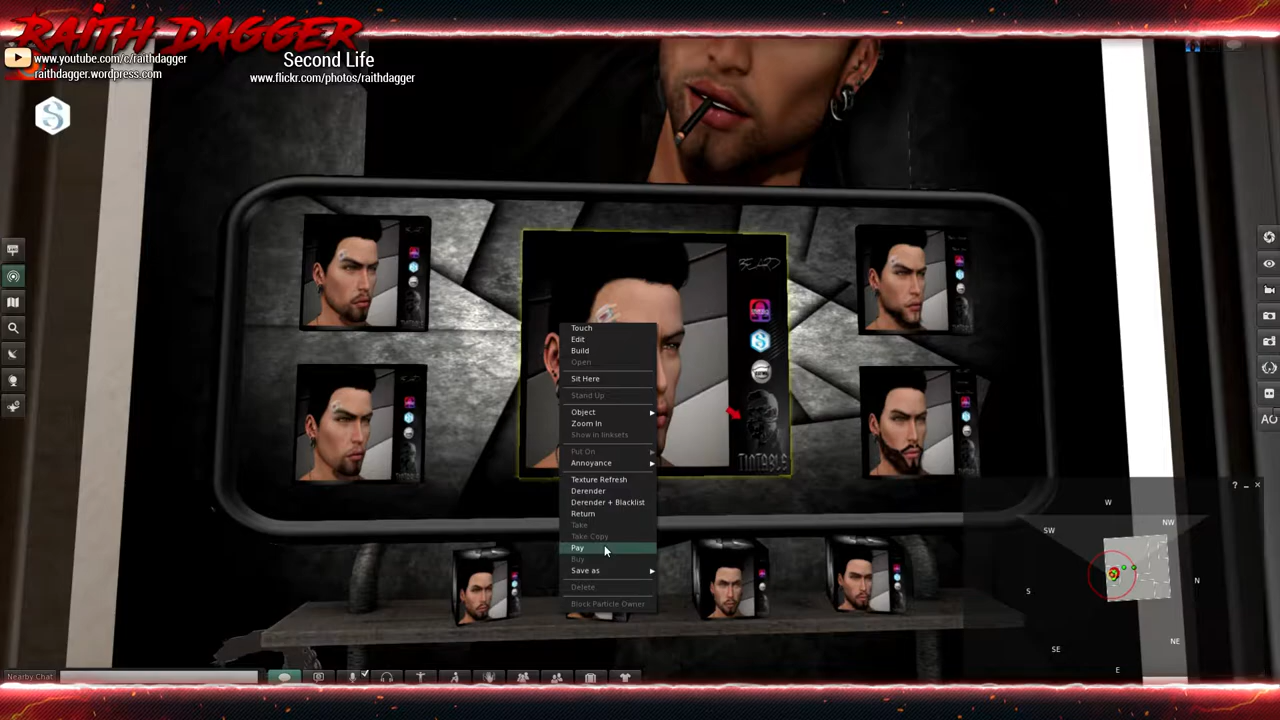 RAITH DAGGER
www.youtube.com/c/raithdagger
raithdagger.wordpress.com
Second Life
www.flickr.com/photos/raithdagger
BEARD
TINTABLE
Touch
Edit
Build
Open
Sit Here
Stand Up
Object
Zoom In
Show in linksets
Put On
Annoyance
Texture Refresh
Derender
Derender + Blacklist
Return
Take
Take Copy
Pay
Buy
Save as
Delete
Block Particle Owner
AO
? _ ×
W
SW
NW
N
S
SE
NE
E
Nearby Chat